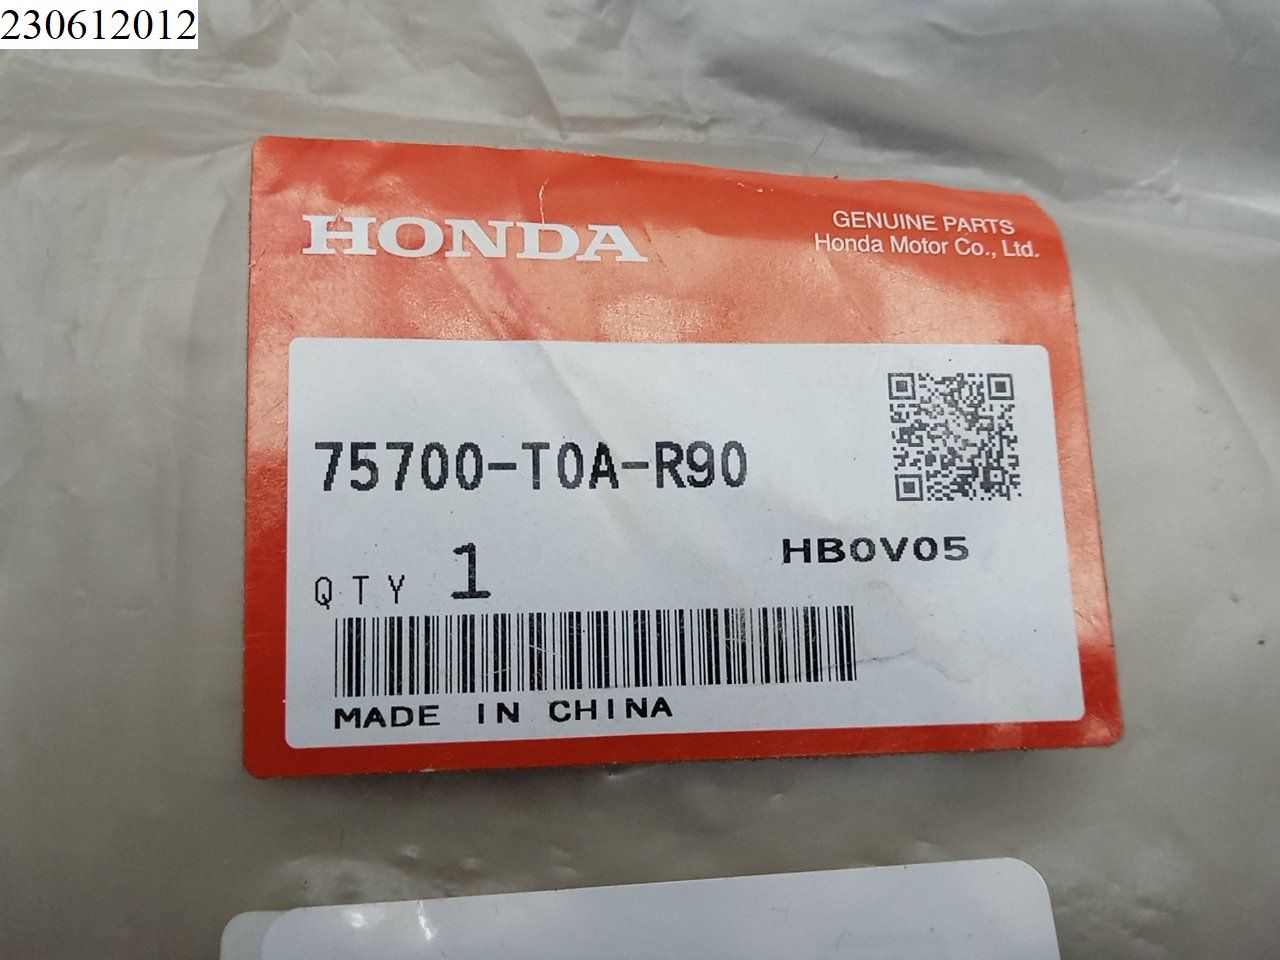 230612012
HONDA
GENUINE PARTS
Honda Motor Co., Ltd.
75700-T0A-R90
HB0V05
QTY 1
MADE IN CHINA